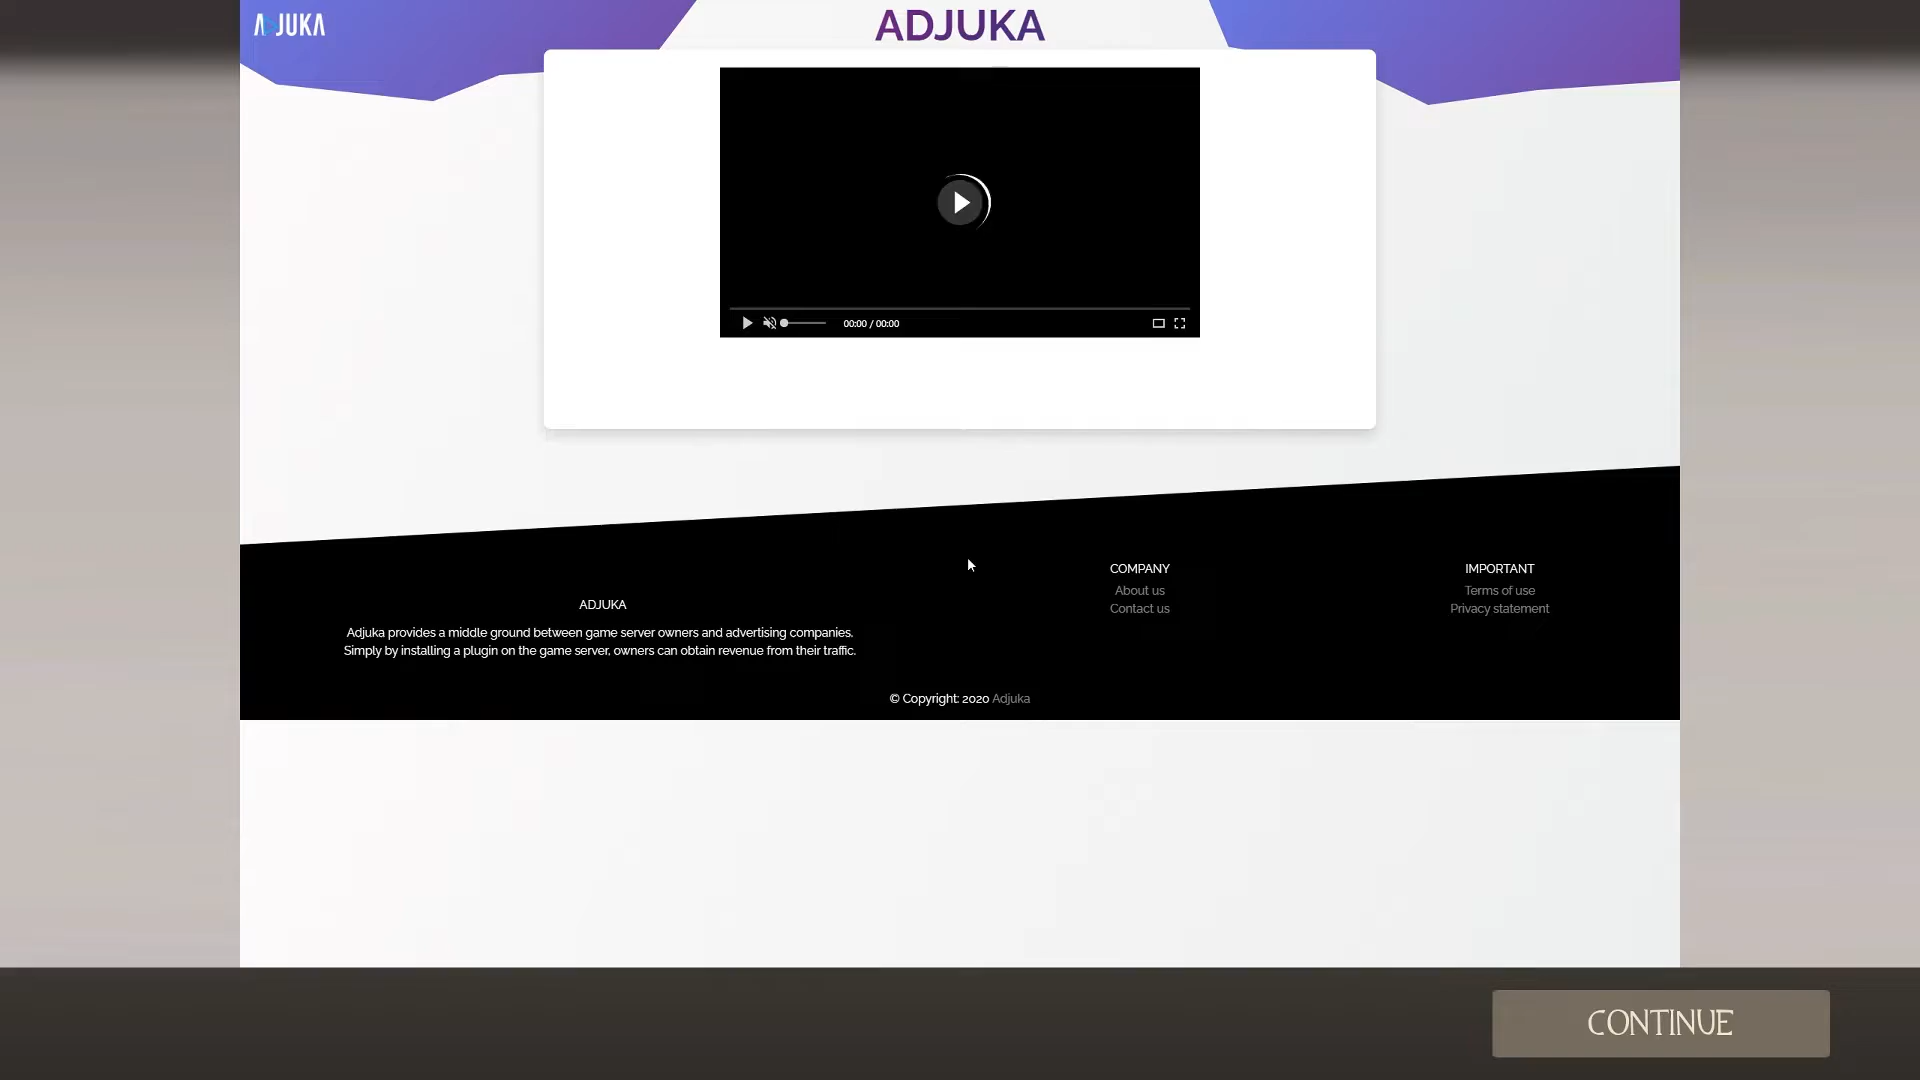 ADJUKA
ADJUKA
00:00 / 00:00
ADJUKA
Adjuka provides a middle ground between game server owners and advertising companies.
Simply by installing a plugin on the game server, owners can obtain revenue from their traffic.
COMPANY
About us
Contact us
IMPORTANT
Terms of use
Privacy statement
© Copyright: 2020 Adjuka
CONTINUE